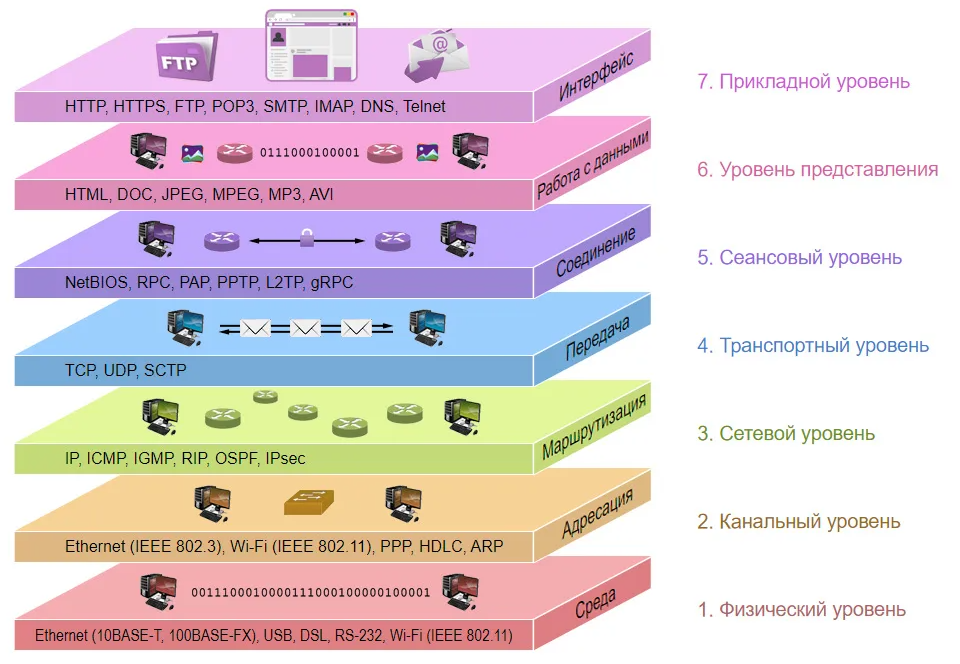 FTP
@
Интерфейс
7. Прикладной уровень
HTTP, HTTPS, FTP, POP3, SMTP, IMAP, DNS, Telnet
0111000100001
Работа с данными
6. Уровень представления
HTML, DOC, JPEG, MPEG, MP3, AVI
Соединение
5. Сеансовый уровень
NetBIOS, RPC, PAP, PPTP, L2TP, gRPC
Передача
4. Транспортный уровень
TCP, UDP, SCTP
Маршрутизация
3. Сетевой уровень
IP, ICMP, IGMP, RIP, OSPF, IPsec
Адресация
2. Канальный уровень
Ethernet (IEEE 802.3), Wi-Fi (IEEE 802.11), PPP, HDLC, ARP
0011100010000111000100000100001
Среда
1. Физический уровень
Ethernet (10BASE-T, 100BASE-FX), USB, DSL, RS-232, Wi-Fi (IEEE 802.11)